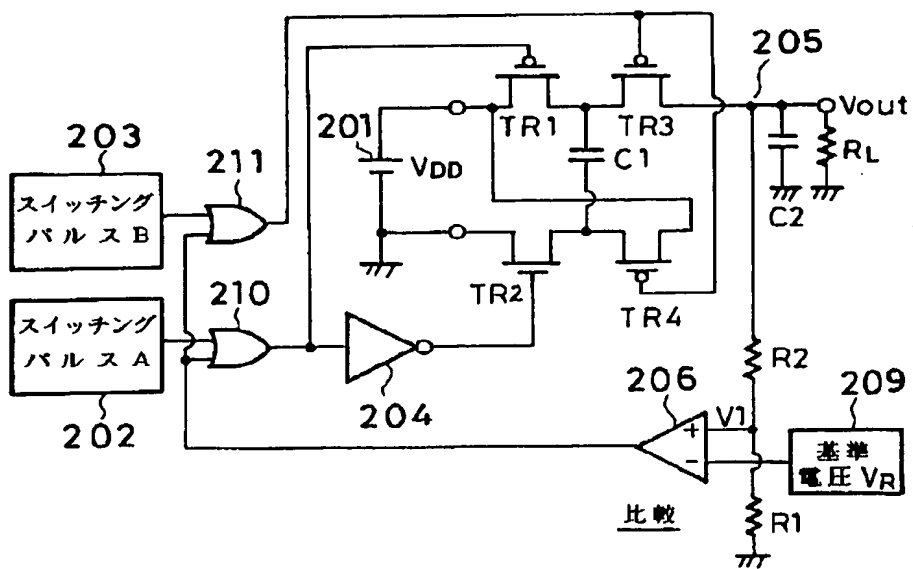 205
Vout
TR1
TR3
RL
201
VDD
C1
C2
203
スイッチング
パルスB
211
TR2
TR4
スイッチング
パルスA
202
210
204
R2
206
V1
+
-
209
基準
電圧VR
R1
比較